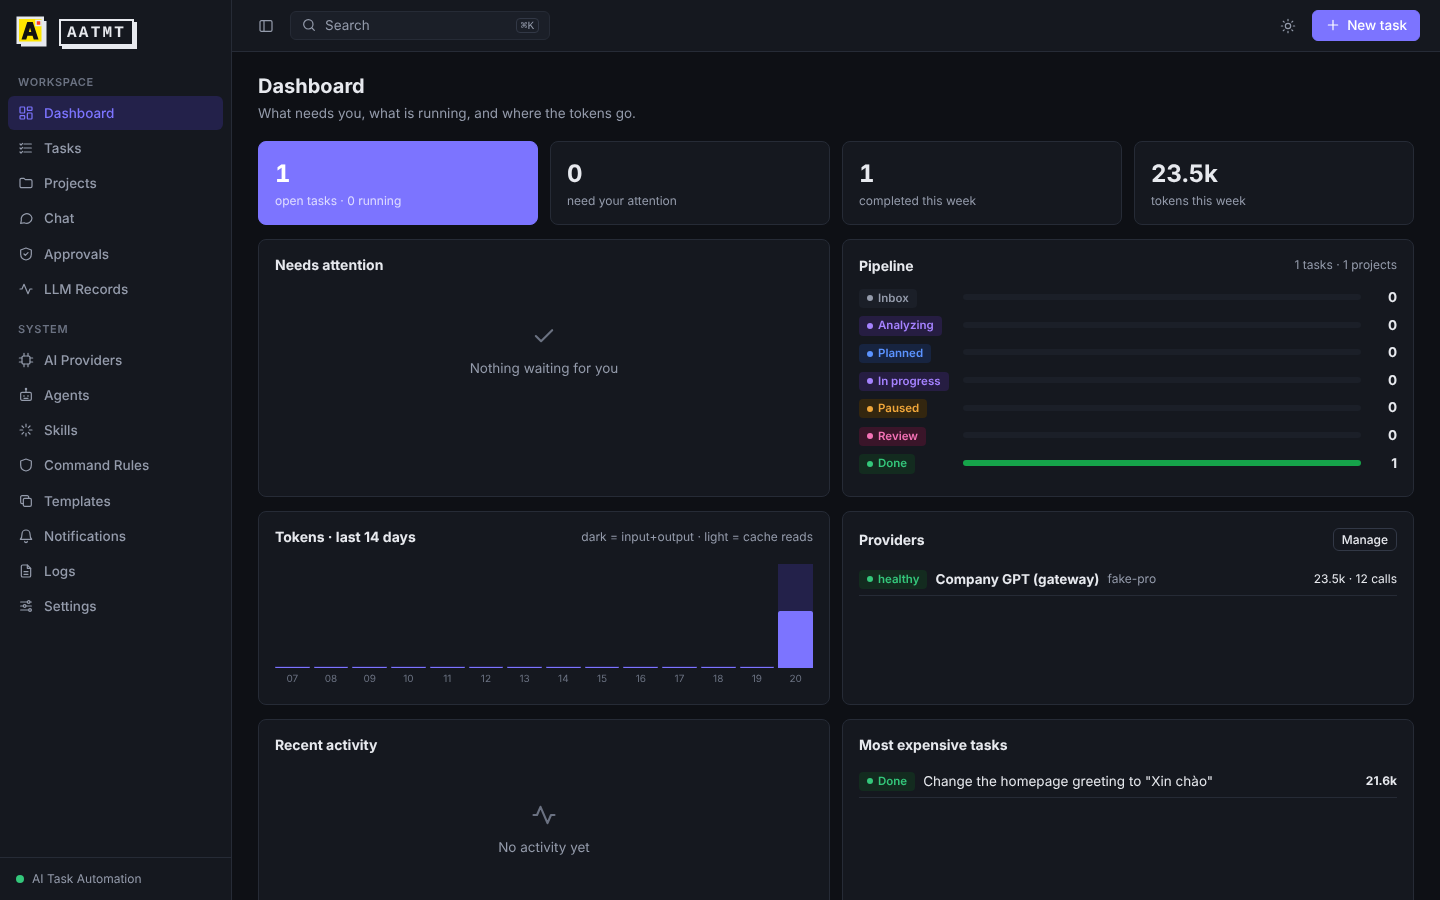 A
AATMT
WORKSPACE
Dashboard
Tasks
Projects
Chat
Approvals
LLM Records
SYSTEM
AI Providers
Agents
Skills
Command Rules
Templates
Notifications
Logs
Settings
AI Task Automation
Search ⌘K
New task
Dashboard
What needs you, what is running, and where the tokens go.
1
open tasks · 0 running
0
need your attention
1
completed this week
23.5k
tokens this week
Needs attention
Nothing waiting for you
Pipeline 1 tasks · 1 projects
Inbox 0
Analyzing 0
Planned 0
In progress 0
Paused 0
Review 0
Done 1
Tokens · last 14 days dark = input+output · light = cache reads
07 08 09 10 11 12 13 14 15 16 17 18 19 20
Providers Manage
healthy Company GPT (gateway) fake-pro 23.5k · 12 calls
Recent activity
No activity yet
Most expensive tasks
Done Change the homepage greeting to "Xin chào" 21.6k